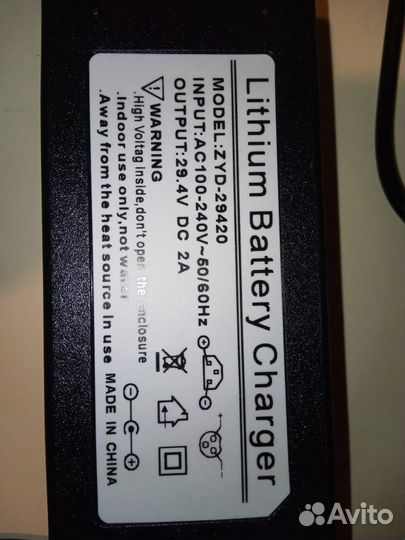 Lithium Battery Charger
MODEL:ZYD-29420
INPUT:AC100-240V~50/60Hz
OUTPUT:29.4V DC 2A
WARNING
.High Voltag Inside,don't open the enclosure
.Indoor use only,not water
.Away from the heat source in use
MADE IN CHINA
Avito